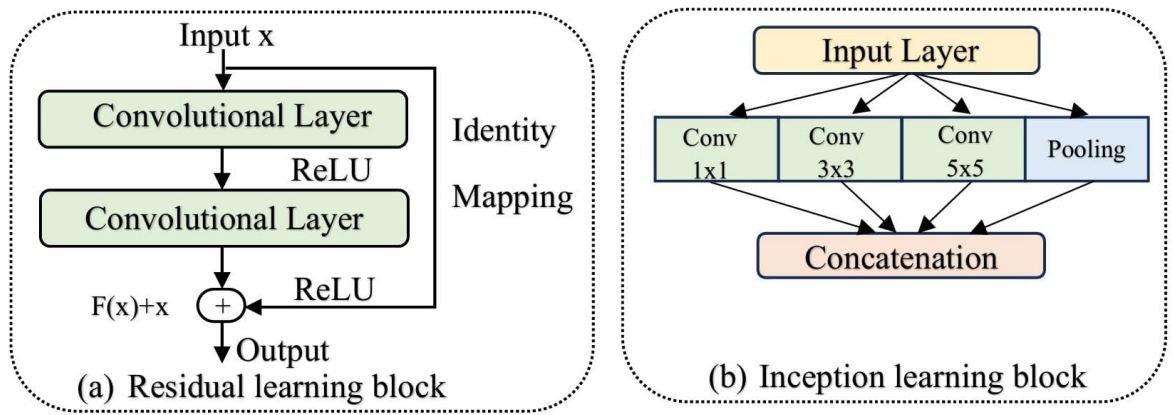 Input x
Convolutional Layer
ReLU
Identity
Mapping
Convolutional Layer
ReLU
F(x)+x
+
Output
(a) Residual learning block
Input Layer
Conv
1x1
Conv
3x3
Conv
5x5
Pooling
Concatenation
(b) Inception learning block